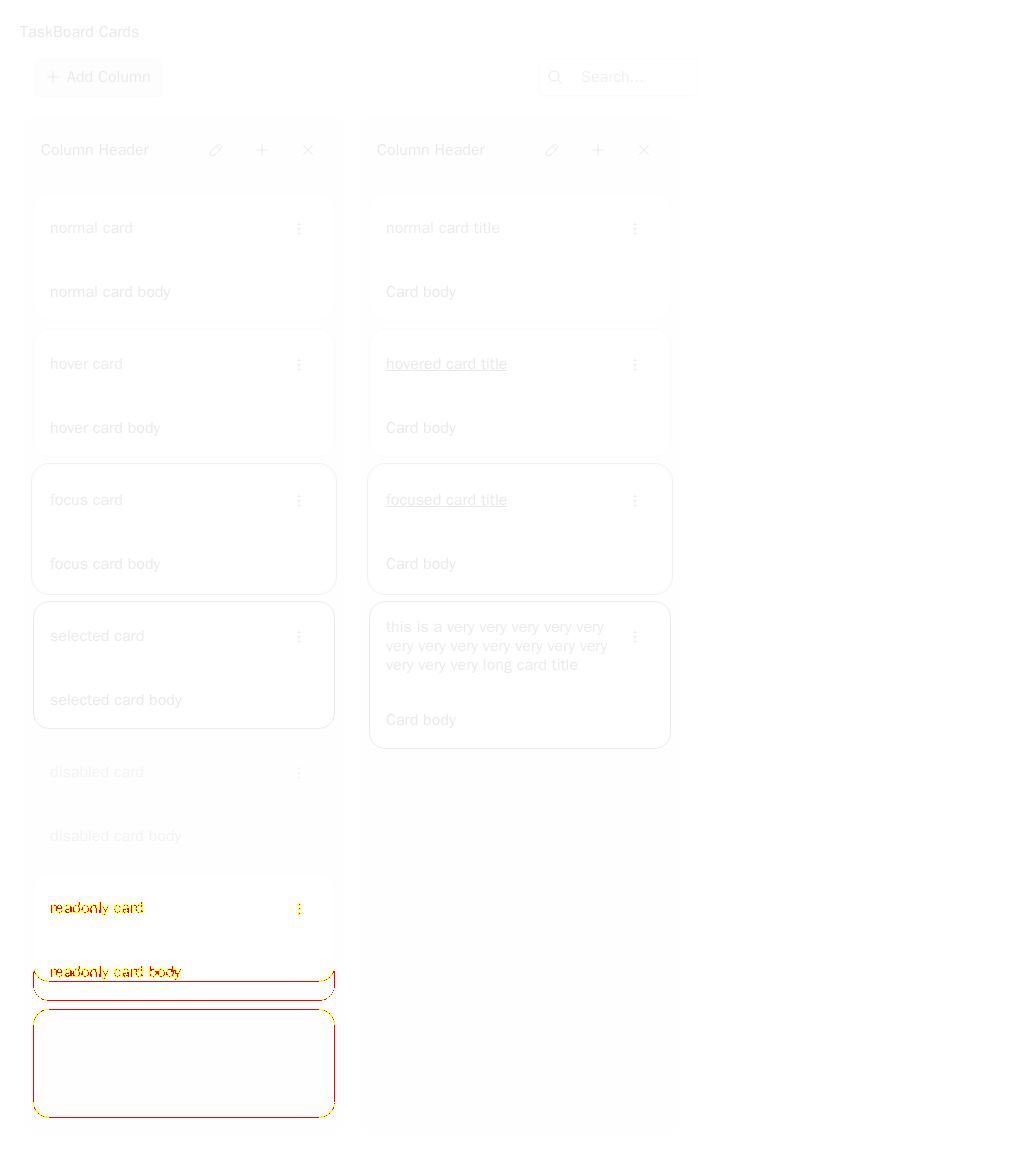 TaskBoard Cards
Add Column
Search...
Column Header
Column Header
normal card
normal card title
normal card body
Card body
hover card
hovered card title
hover card body
Card body
focus card
focused card title
focus card body
Card body
selected card
this is a very very very very very
very very very very very very very
very very very long card title
selected card body
Card body
disabled card
disabled card body
readonly card
readonly card body